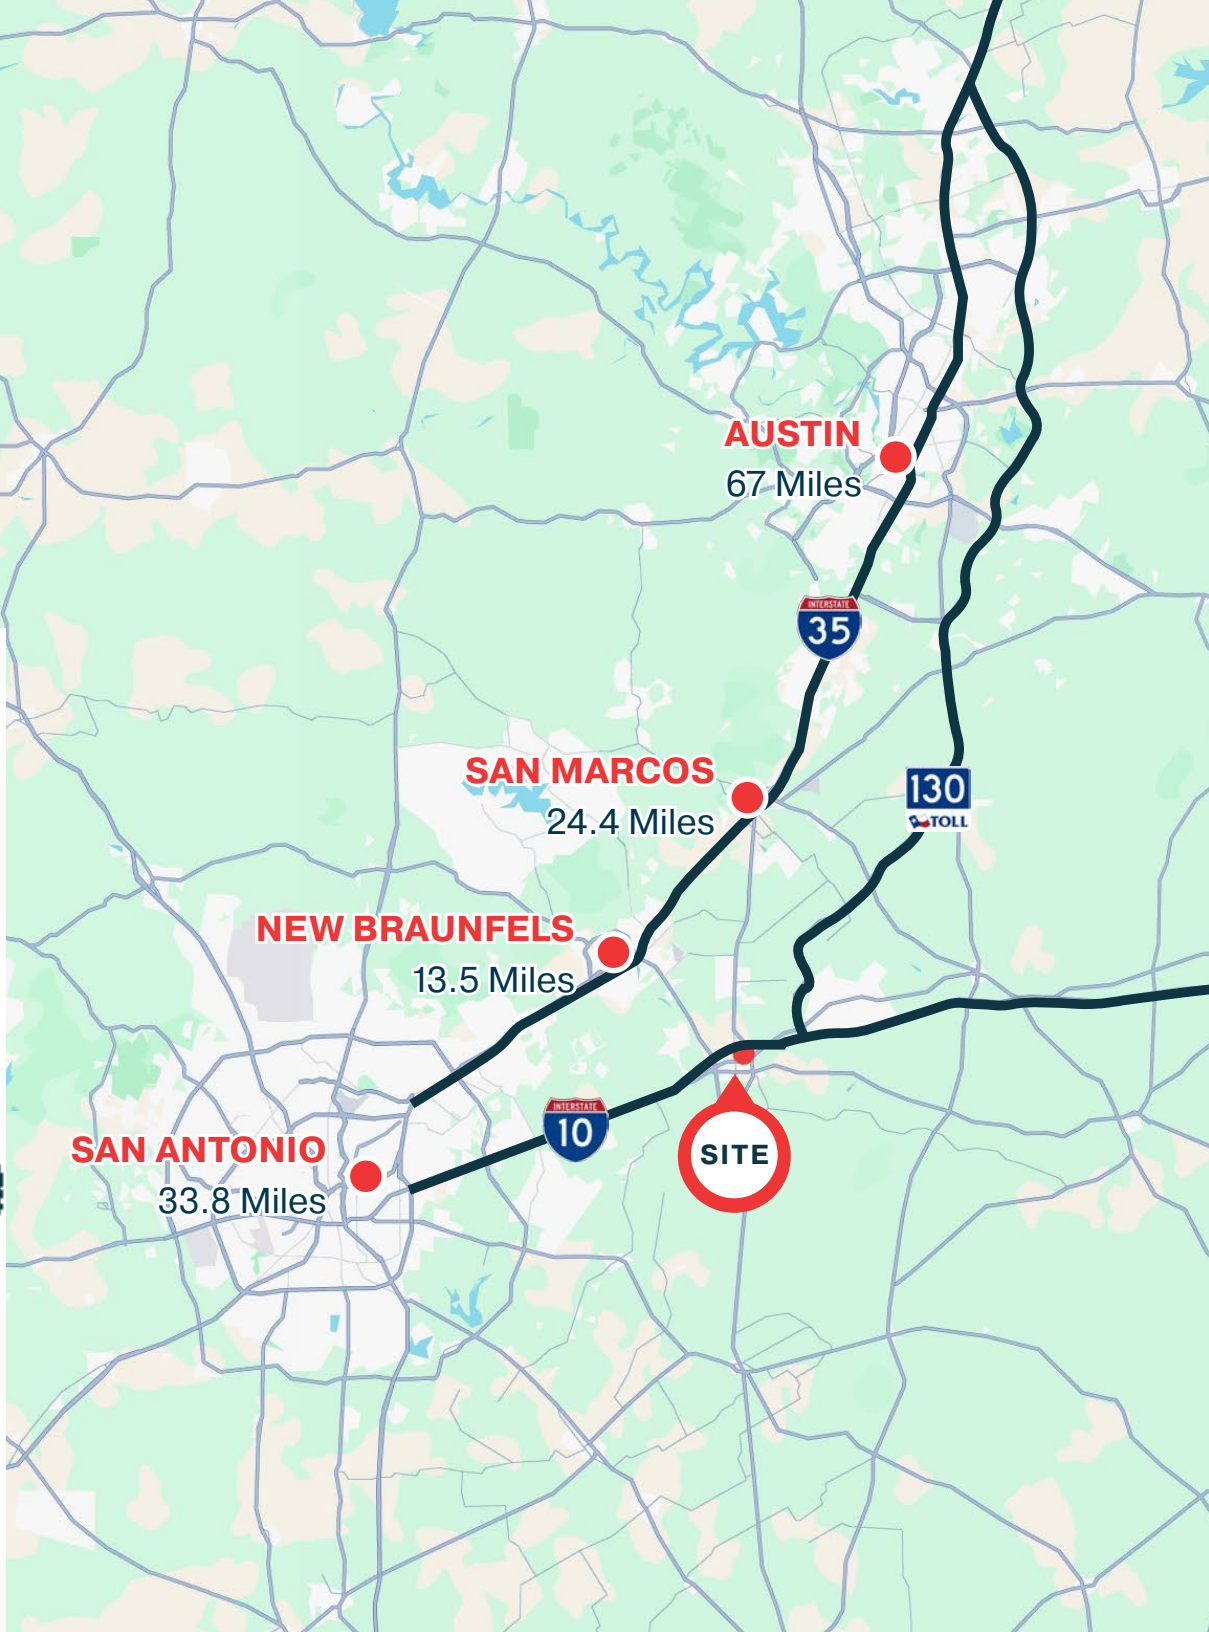 AUSTIN
67 Miles
INTERSTATE
35
SAN MARCOS
24.4 Miles
130
TOLL
NEW BRAUNFELS
13.5 Miles
INTERSTATE
10
SITE
SAN ANTONIO
33.8 Miles